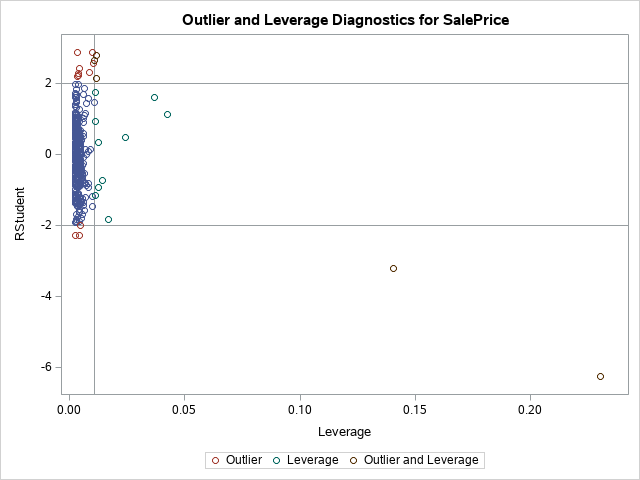 Outlier and Leverage Diagnostics for SalePrice
2
0
-2
-4
-6
RStudent
0.00 0.05 0.10 0.15 0.20
Leverage
Outlier Leverage Outlier and Leverage